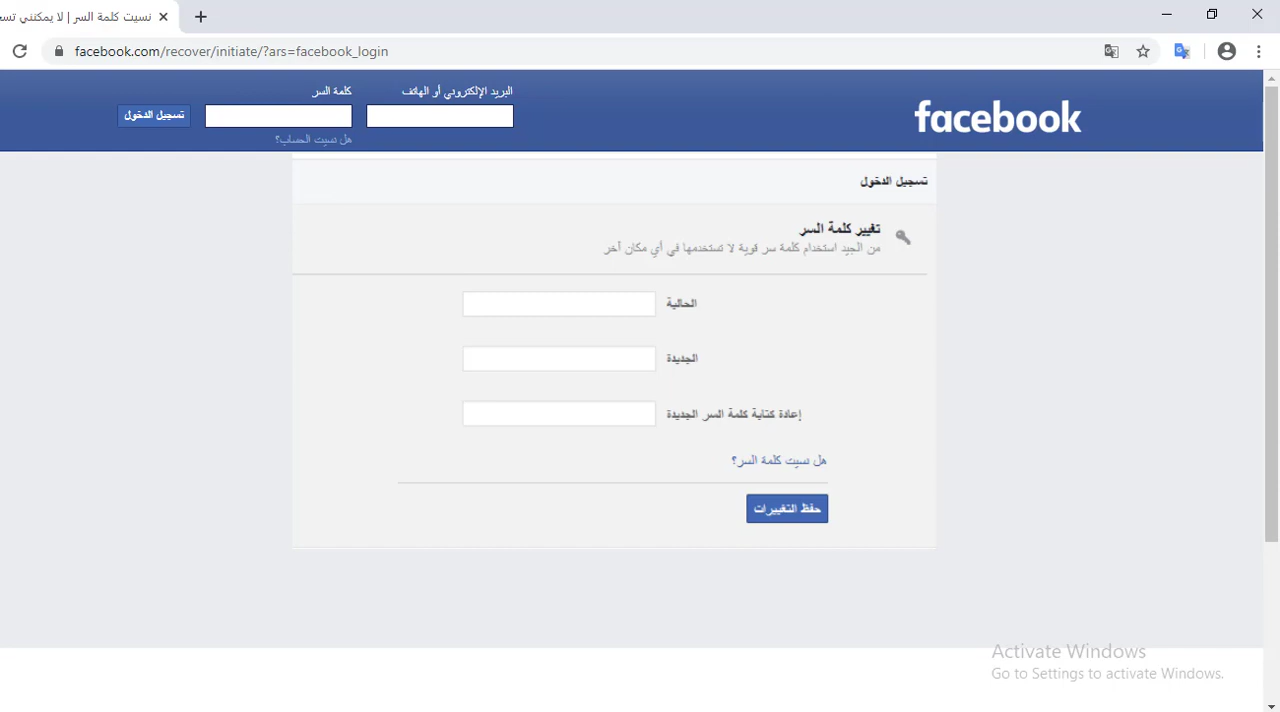 نسيت كلمة السر | لا يمكنني تسج
facebook.com/recover/initiate/?ars=facebook_login
facebook
البريد الإلكتروني أو الهاتف
كلمة السر
تسجيل الدخول
هل نسيت الحساب؟
تسجيل الدخول
تغيير كلمة السر
من الجيد استخدام كلمة سر قوية لا تستخدمها في أي مكان آخر
الحالية
الجديدة
إعادة كتابة كلمة السر الجديدة
هل نسيت كلمة السر؟
حفظ التغييرات
Activate Windows
Go to Settings to activate Windows.